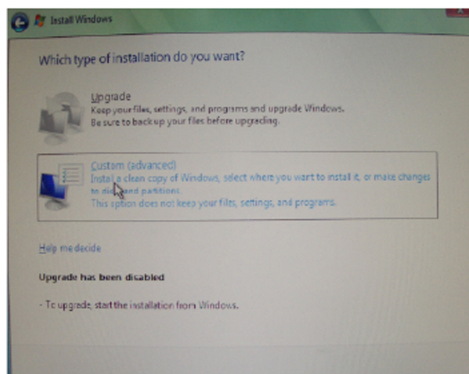 Install Windows
Which type of installation do you want?
Upgrade
Keep your files, settings, and programs and upgrade Windows.
Be sure to back up your files before upgrading.
Custom (advanced)
Install a clean copy of Windows, select where you want to install it, or make changes
to disks and partitions.
This option does not keep your files, settings, and programs.
Help me decide
Upgrade has been disabled
- To upgrade, start the installation from Windows.